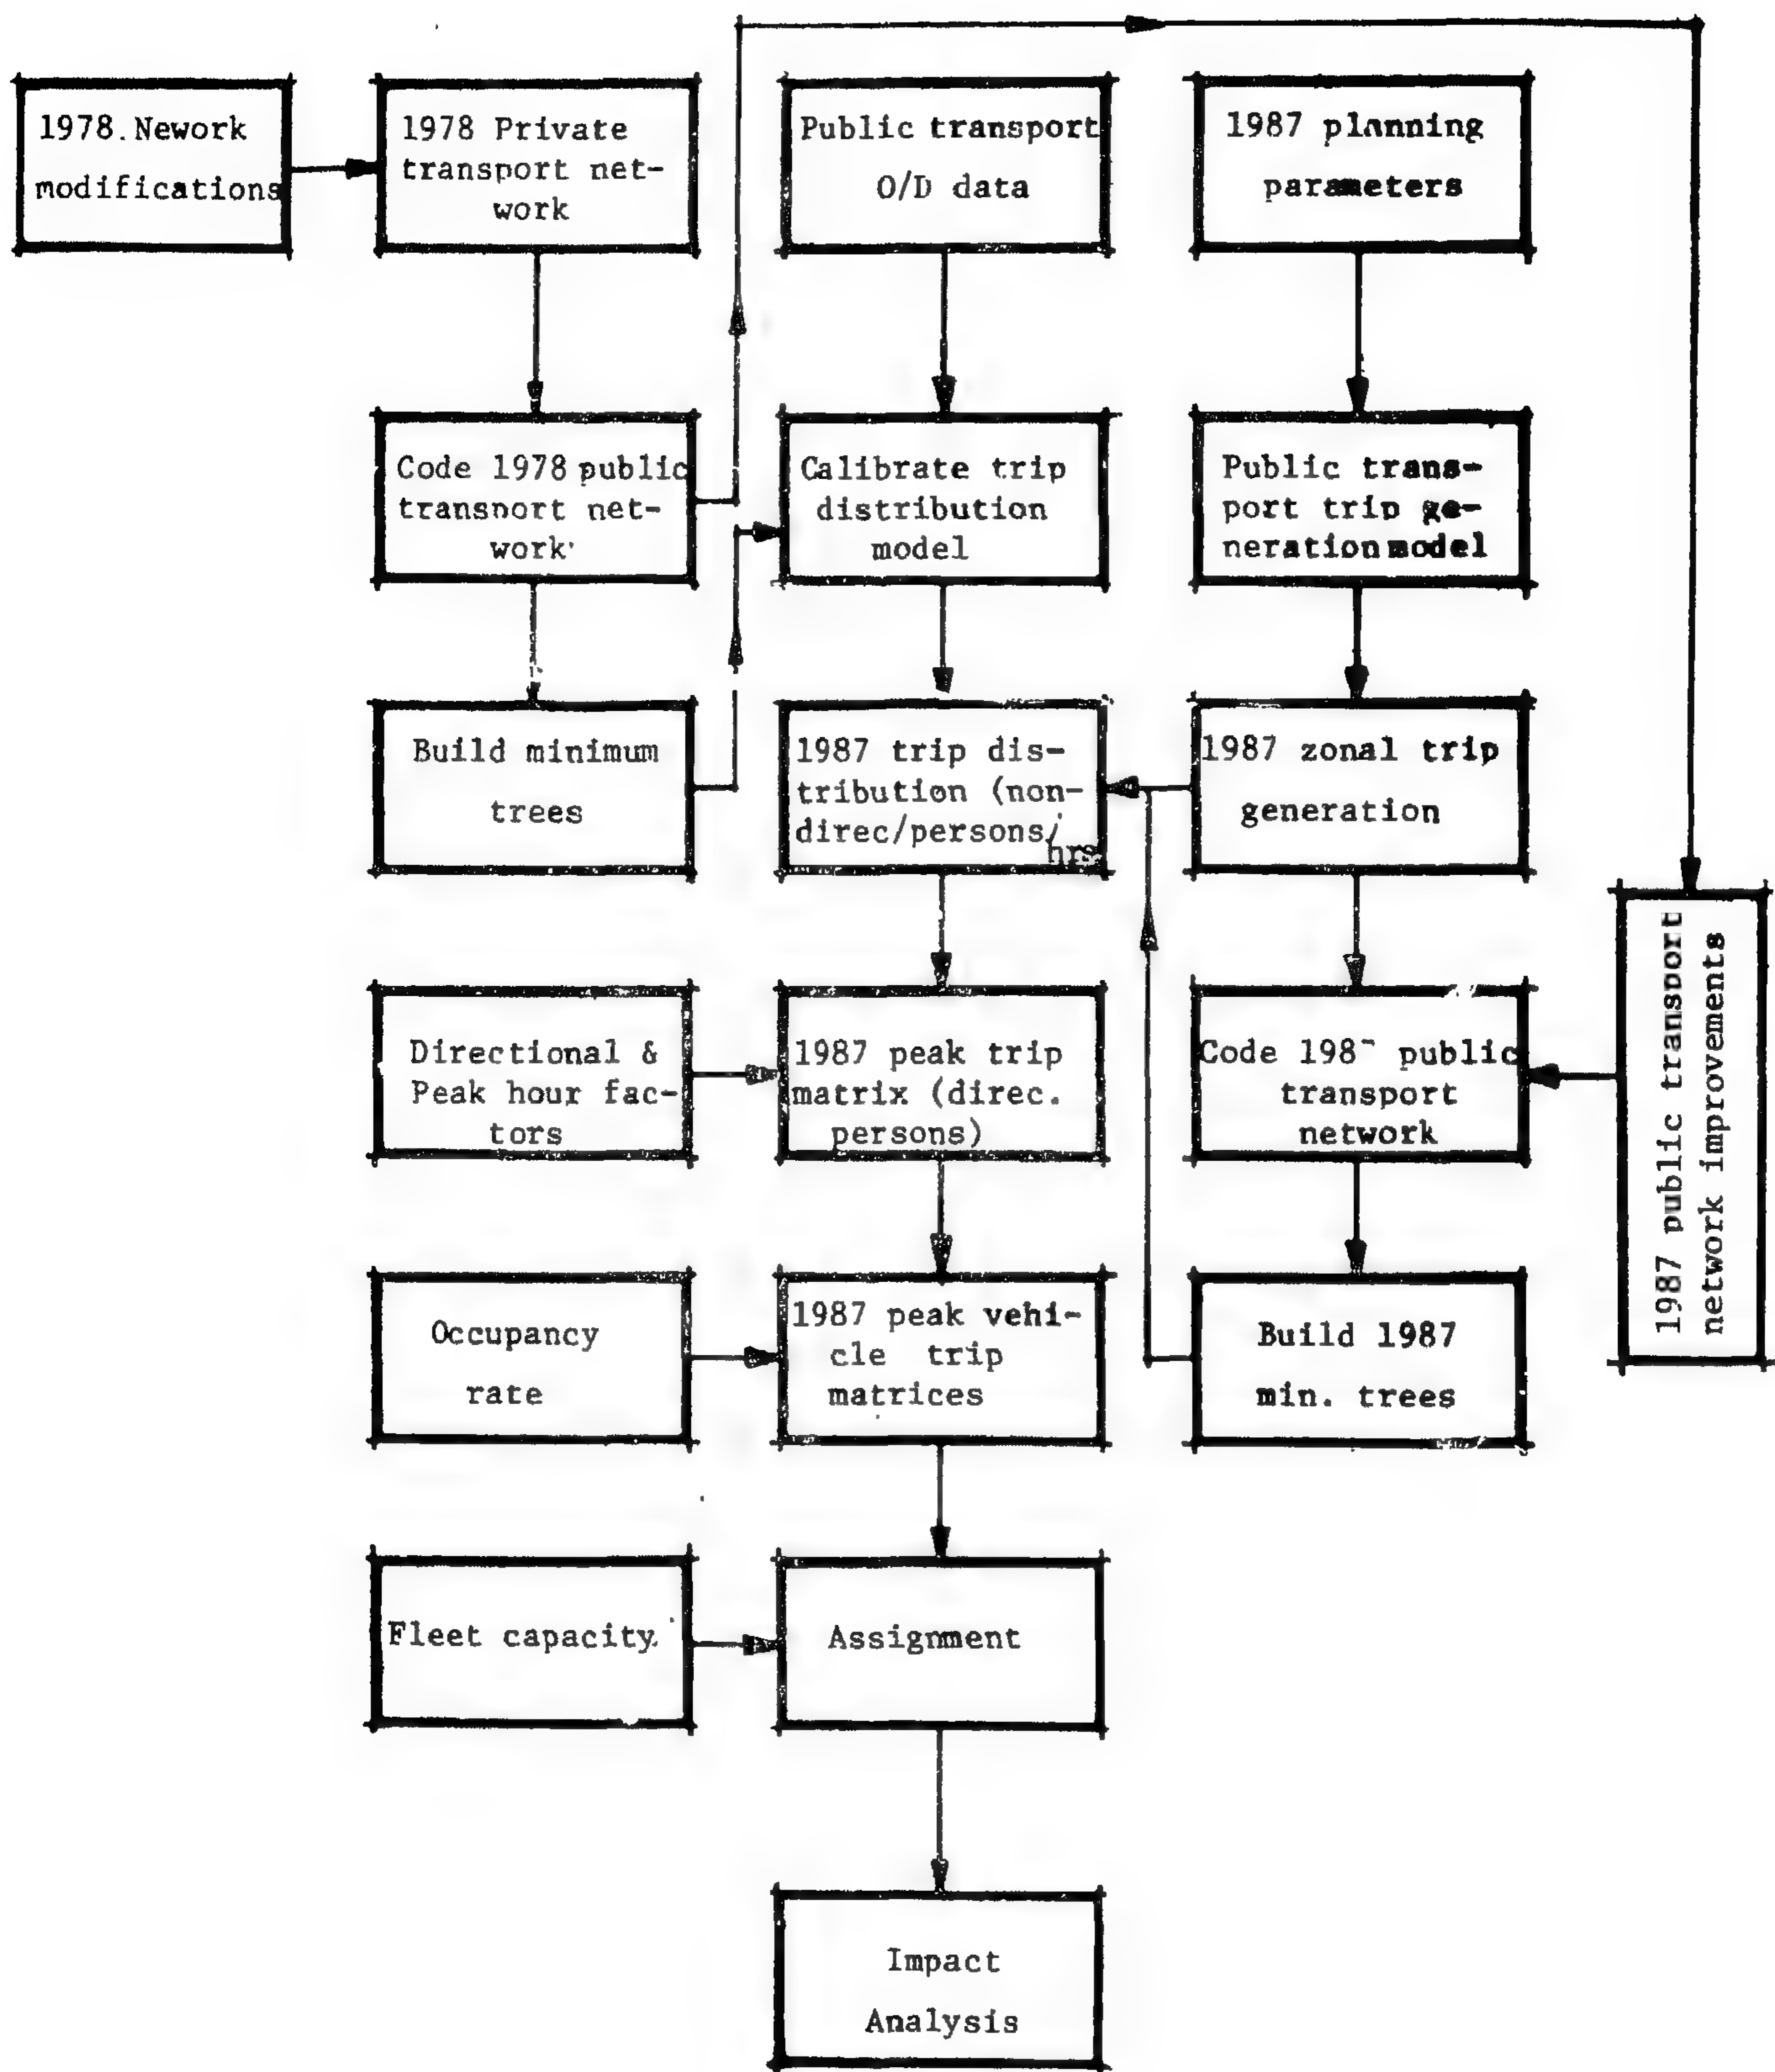 1978.Nework
modifications
1978 Private
transport net-
work
Public transport
O/D data
1987 planning
parameters
Code 1978 public
transport net-
work
Calibrate trip
distribution
model
Public trans-
port trip ge-
neration model
Build minimum
trees
1987 trip dis-
tribution (non-
direc/persons/
hrs
1987 zonal trip
generation
1987 public transport
network improvements
Directional &
Peak hour fac-
tors
1987 peak trip
matrix (direc.
persons)
Code 198 public
transport
network
Occupancy
rate
1987 peak vehi-
cle trip
matrices
Build 1987
min. trees
Fleet capacity
Assignment
Impact
Analysis